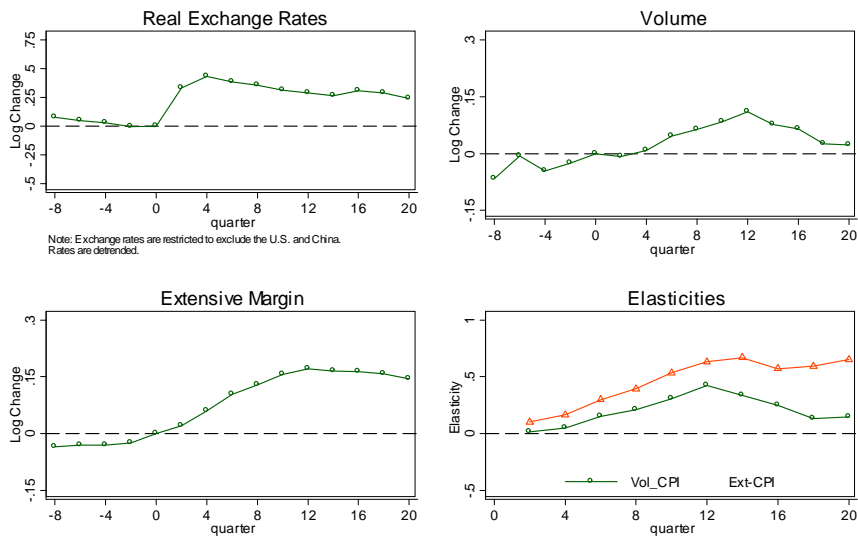 Real Exchange Rates
Log Change
-.5 -.25 0 .25 .5 .75
-8 -4 0 4 8 12 16 20
quarter
Note: Exchange rates are restricted to exclude the U.S. and China.
Rates are detrended.
Volume
Log Change
-.15 0 .15 .3
-8 -4 0 4 8 12 16 20
quarter
Extensive Margin
Log Change
-.15 0 .15 .3
-8 -4 0 4 8 12 16 20
quarter
Elasticities
Elasticity
-.5 0 .5 1
Vol_CPI Ext-CPI
0 4 8 12 16 20
quarter